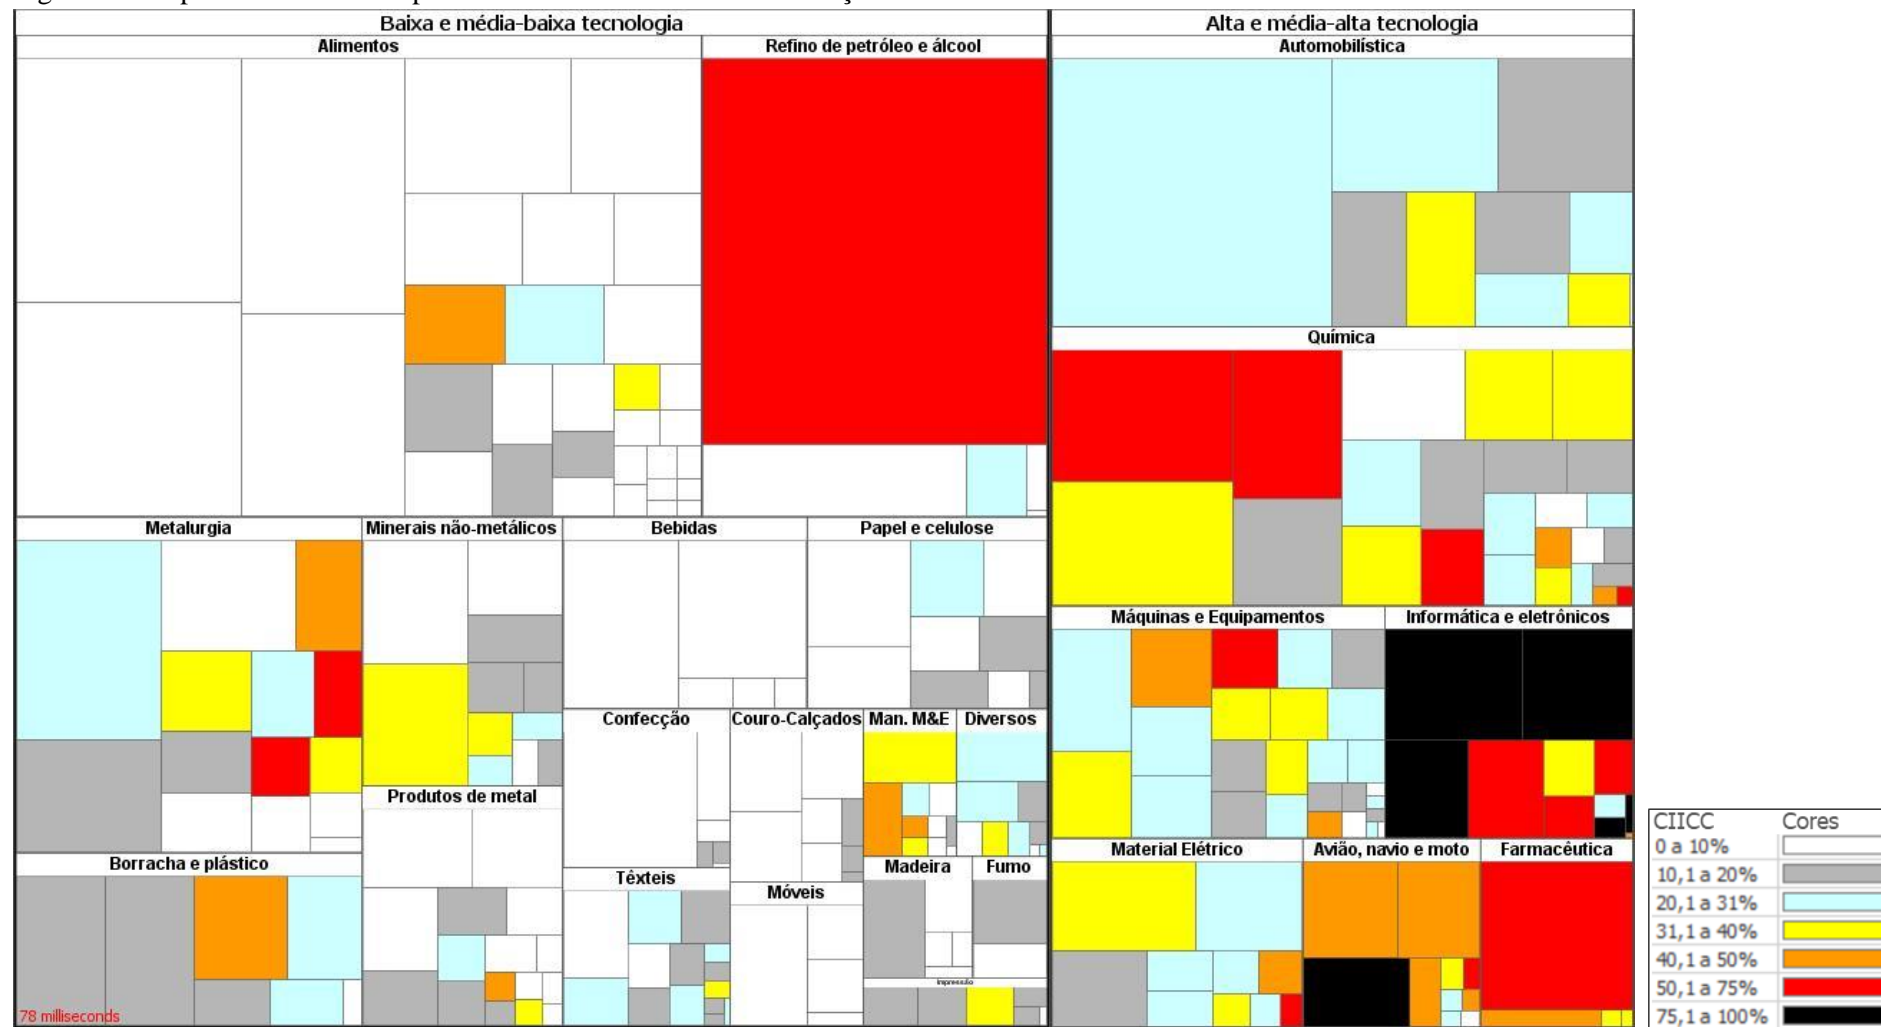 Baixa e média-baixa tecnologia
Alta e média-alta tecnologia
Alimentos
Refino de petróleo e álcool
Automobilística
Química
Metalurgia
Minerais não-metálicos
Bebidas
Papel e celulose
Máquinas e Equipamentos
Informática e eletrônicos
Confecção
Couro-Calçados
Man. M&E
Diversos
Produtos de metal
Borracha e plástico
Têxteis
Móveis
Madeira
Fumo
Impressão
Material Elétrico
Avião, navio e moto
Farmacêutica
78 milliseconds
CIICC Cores
0 a 10%
10,1 a 20%
20,1 a 31%
31,1 a 40%
40,1 a 50%
50,1 a 75%
75,1 a 100%